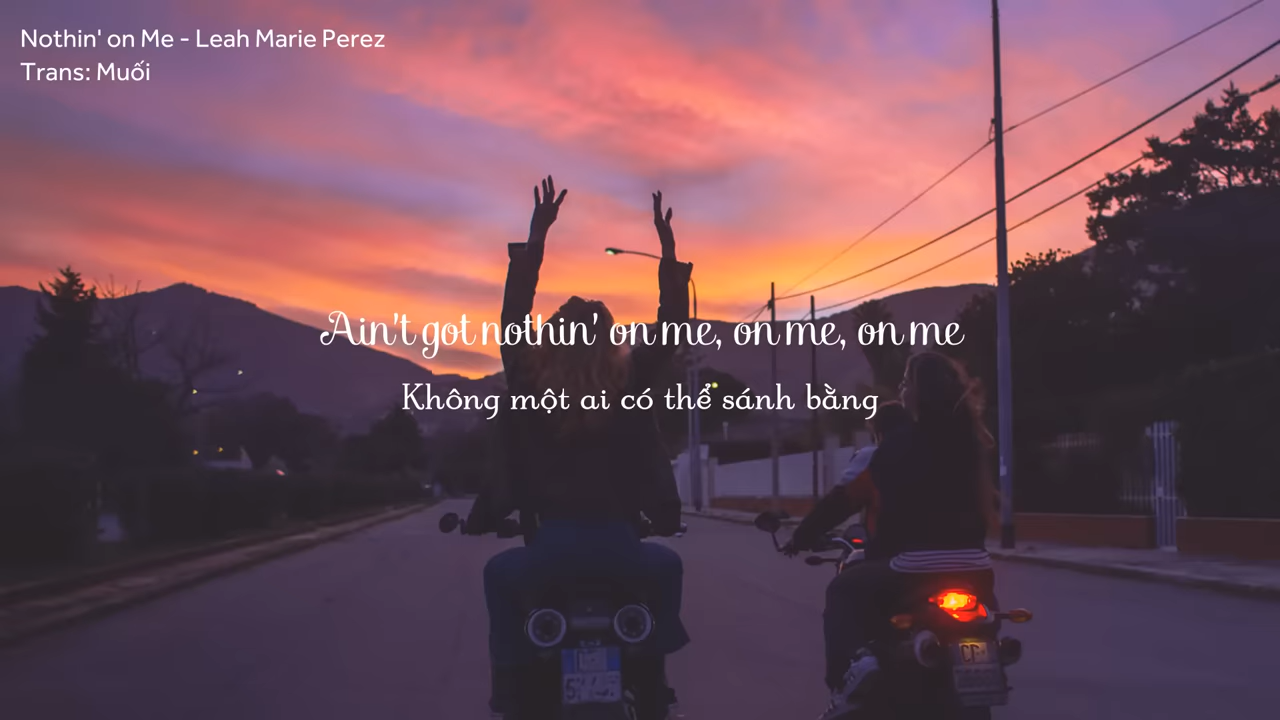 Nothin' on Me - Leah Marie Perez
Trans: Muối
Ain't got nothin' on me, on me, on me
Không một ai có thể sánh bằng